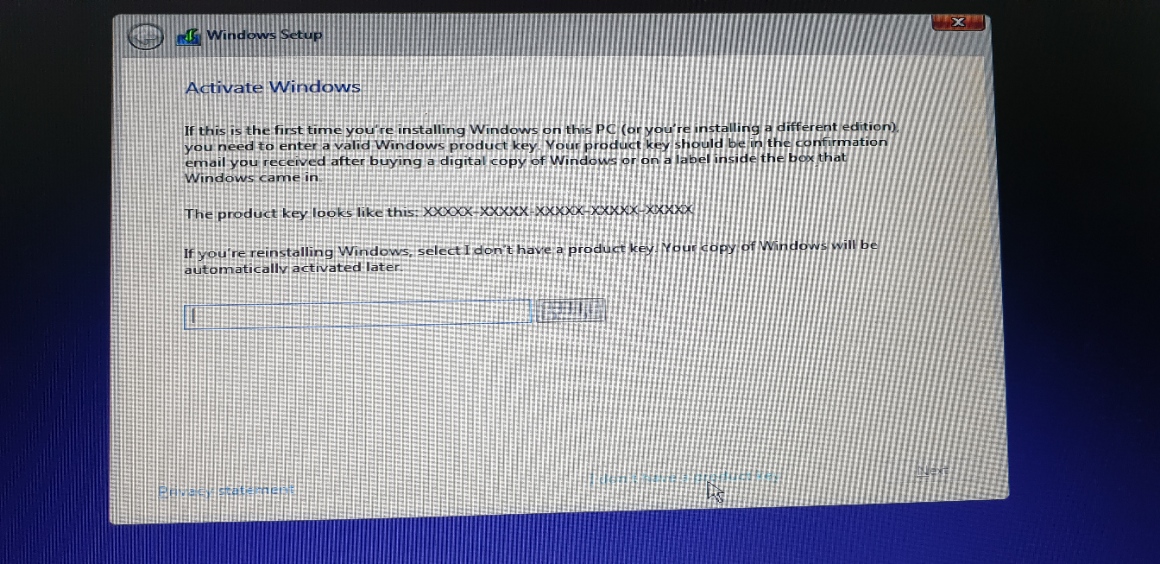 Windows Setup
Activate Windows
If this is the first time you're installing Windows on this PC (or you're installing a different edition),
you need to enter a valid Windows product key. Your product key should be in the confirmation
email you received after buying a digital copy of Windows or on a label inside the box that
Windows came in.
The product key looks like this: XXXXX-XXXXX-XXXXX-XXXXX-XXXXX
If you're reinstalling Windows, select I don't have a product key. Your copy of Windows will be
automatically activated later.
I don't have a product key
Next
Privacy statement